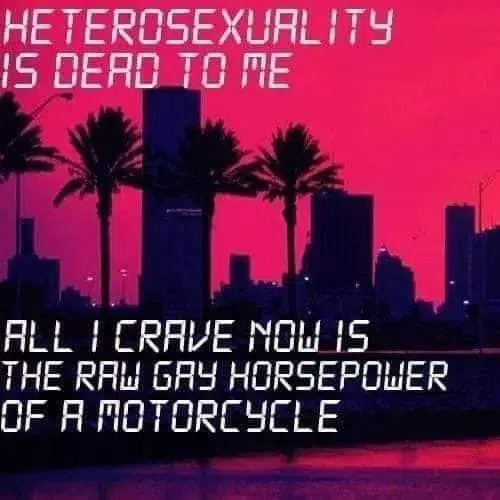 HETEROSEXUALITY
IS DEAD TO ME
ALL I CRAVE NOW IS
THE RAW GAY HORSEPOWER
OF A MOTORCYCLE